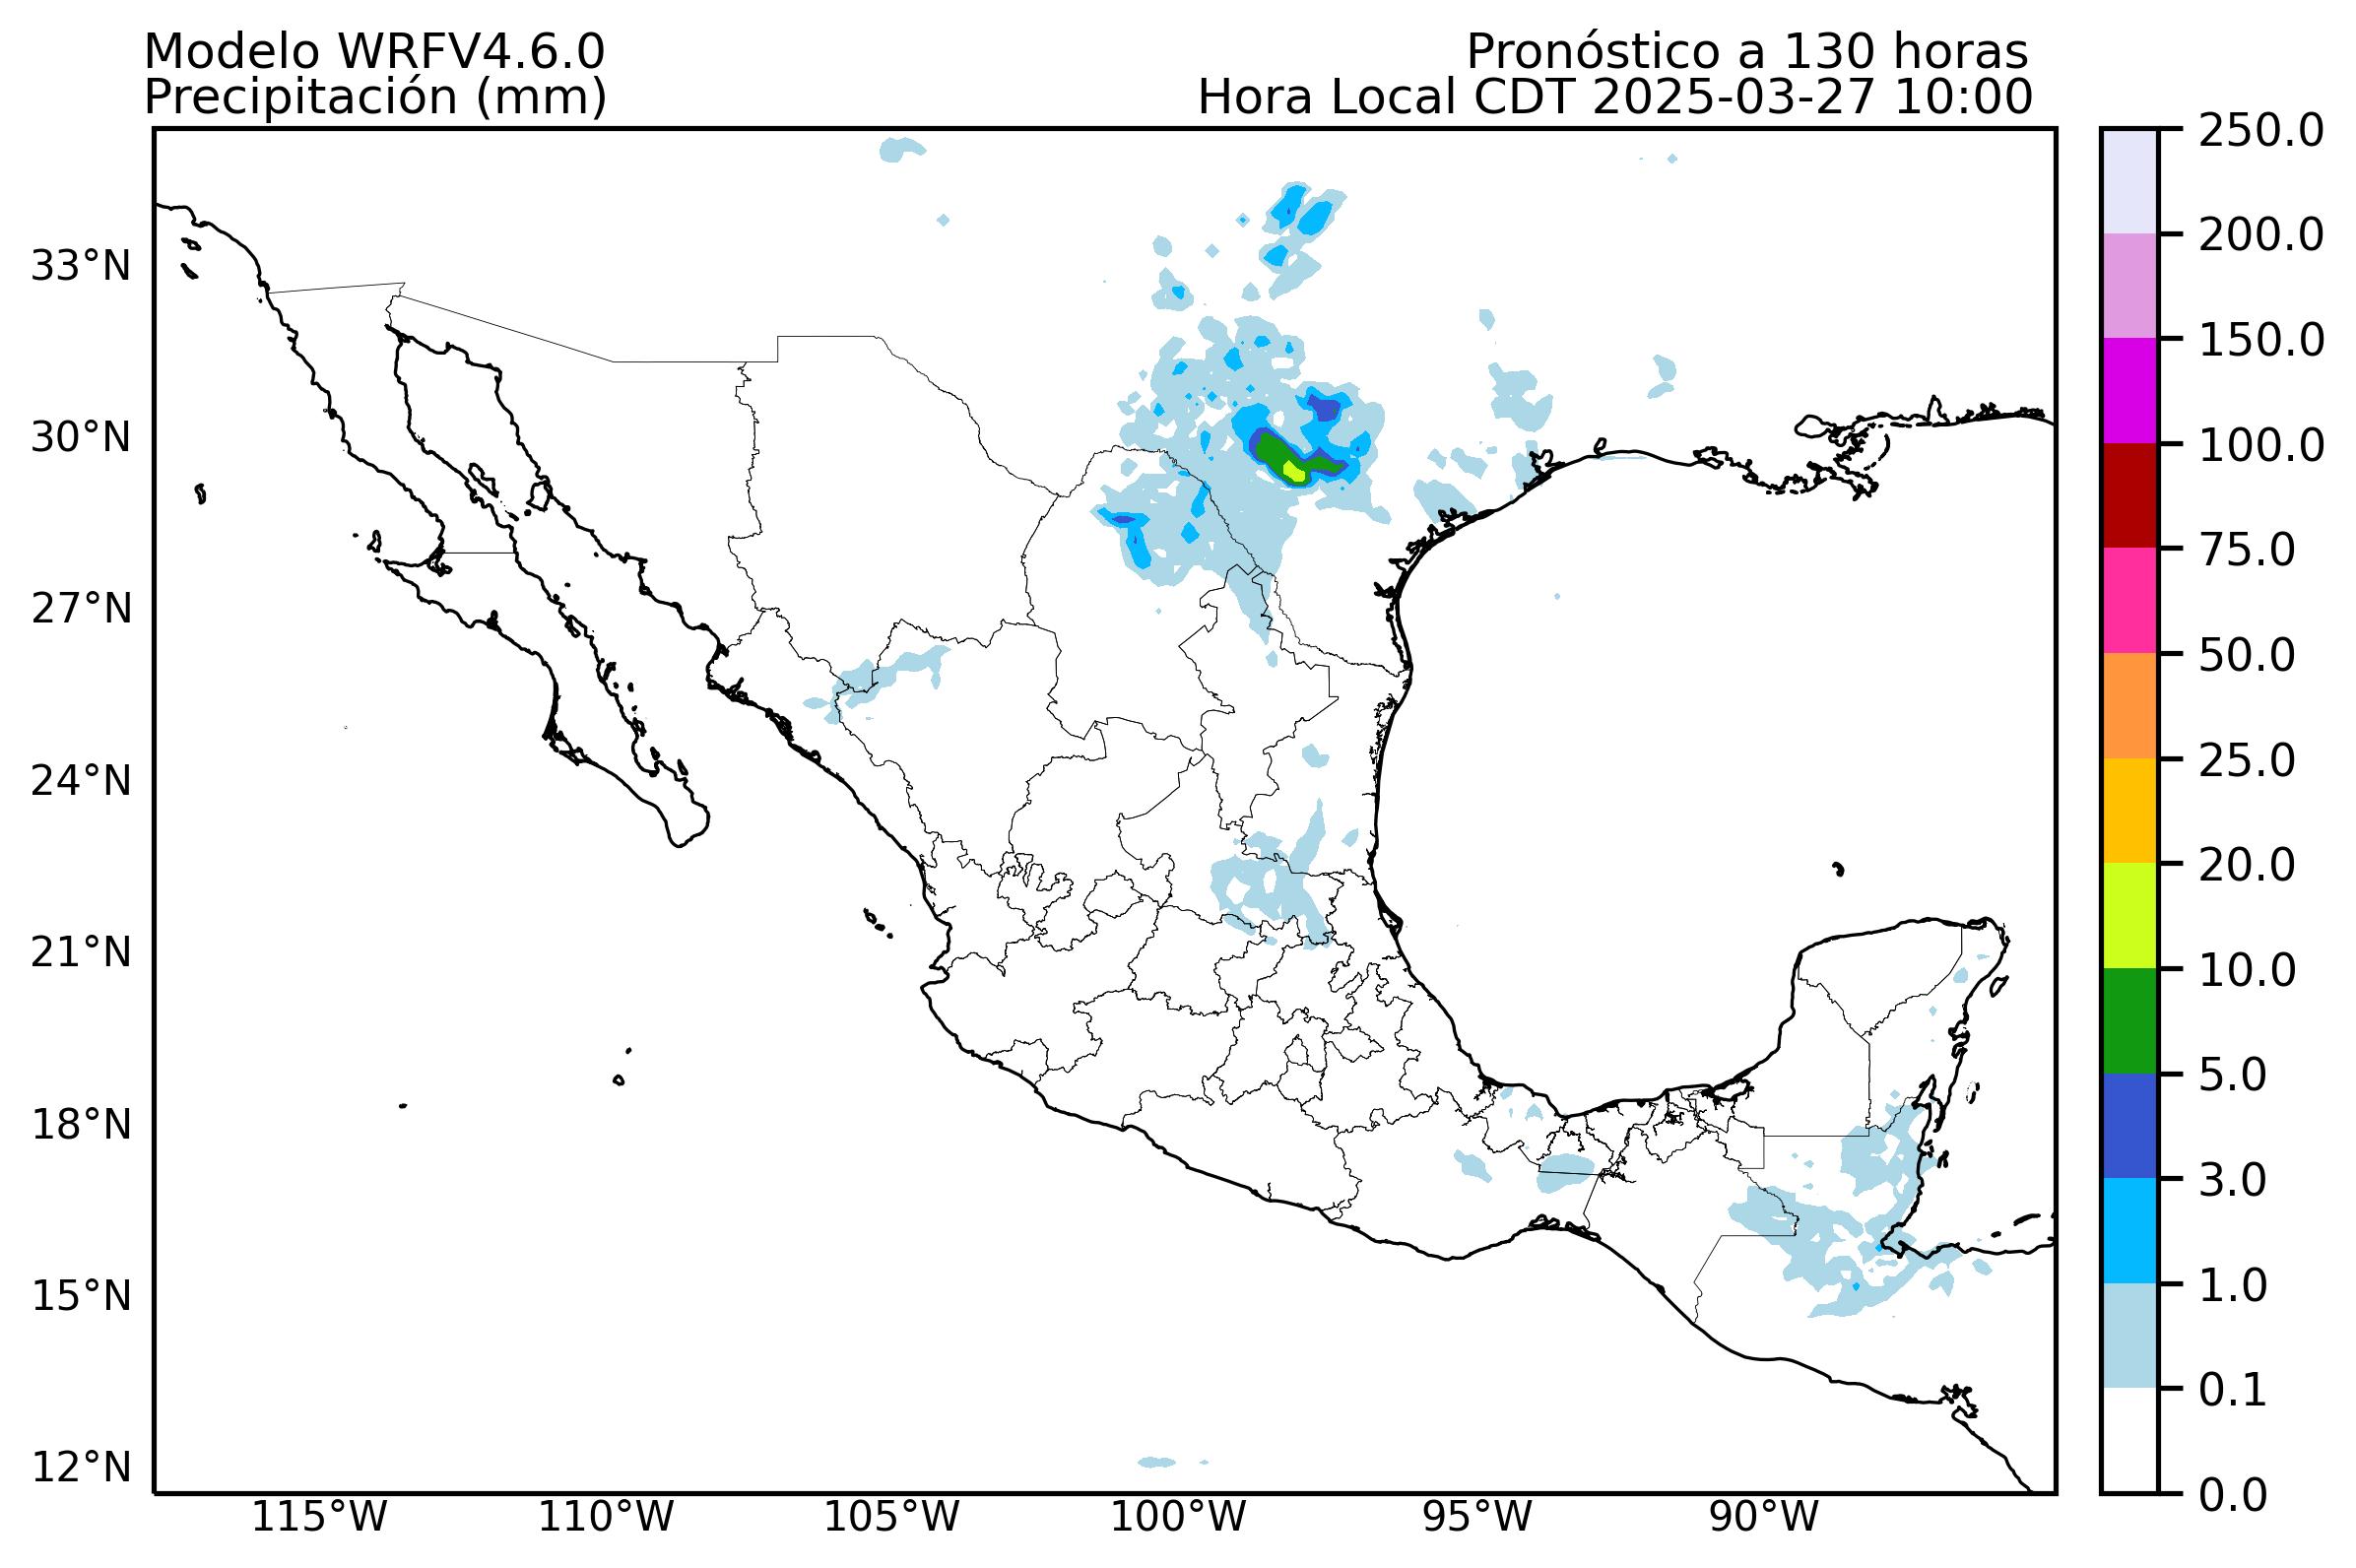 Modelo WRFV4.6.0
Pronóstico a 130 horas
Precipitación (mm)
Hora Local CDT 2025-03-27 10:00
33°N
30°N
27°N
24°N
21°N
18°N
15°N
12°N
115°W
110°W
105°W
100°W
95°W
90°W
250.0
200.0
150.0
100.0
75.0
50.0
25.0
20.0
10.0
5.0
3.0
1.0
0.1
0.0